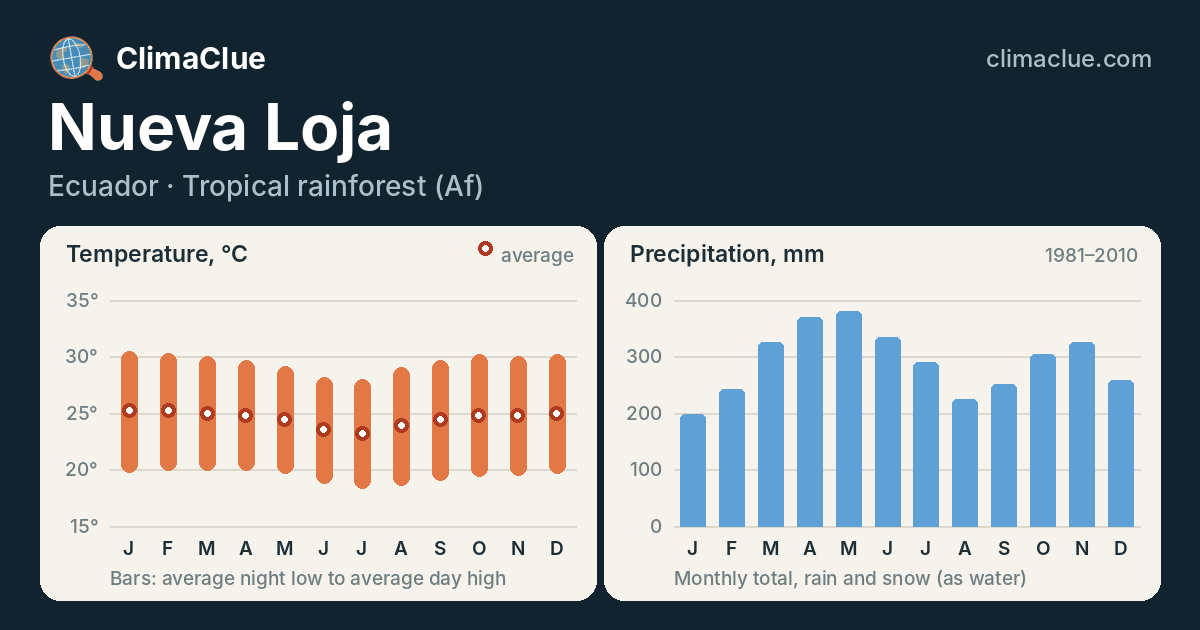 ClimaClue
climaclue.com
Nueva Loja
Ecuador · Tropical rainforest (Af)
Temperature, °C
average
35°
30°
25°
20°
15°
J F M A M J J A S O N D
Bars: average night low to average day high
Precipitation, mm
1981–2010
400
300
200
100
0
J F M A M J J A S O N D
Monthly total, rain and snow (as water)